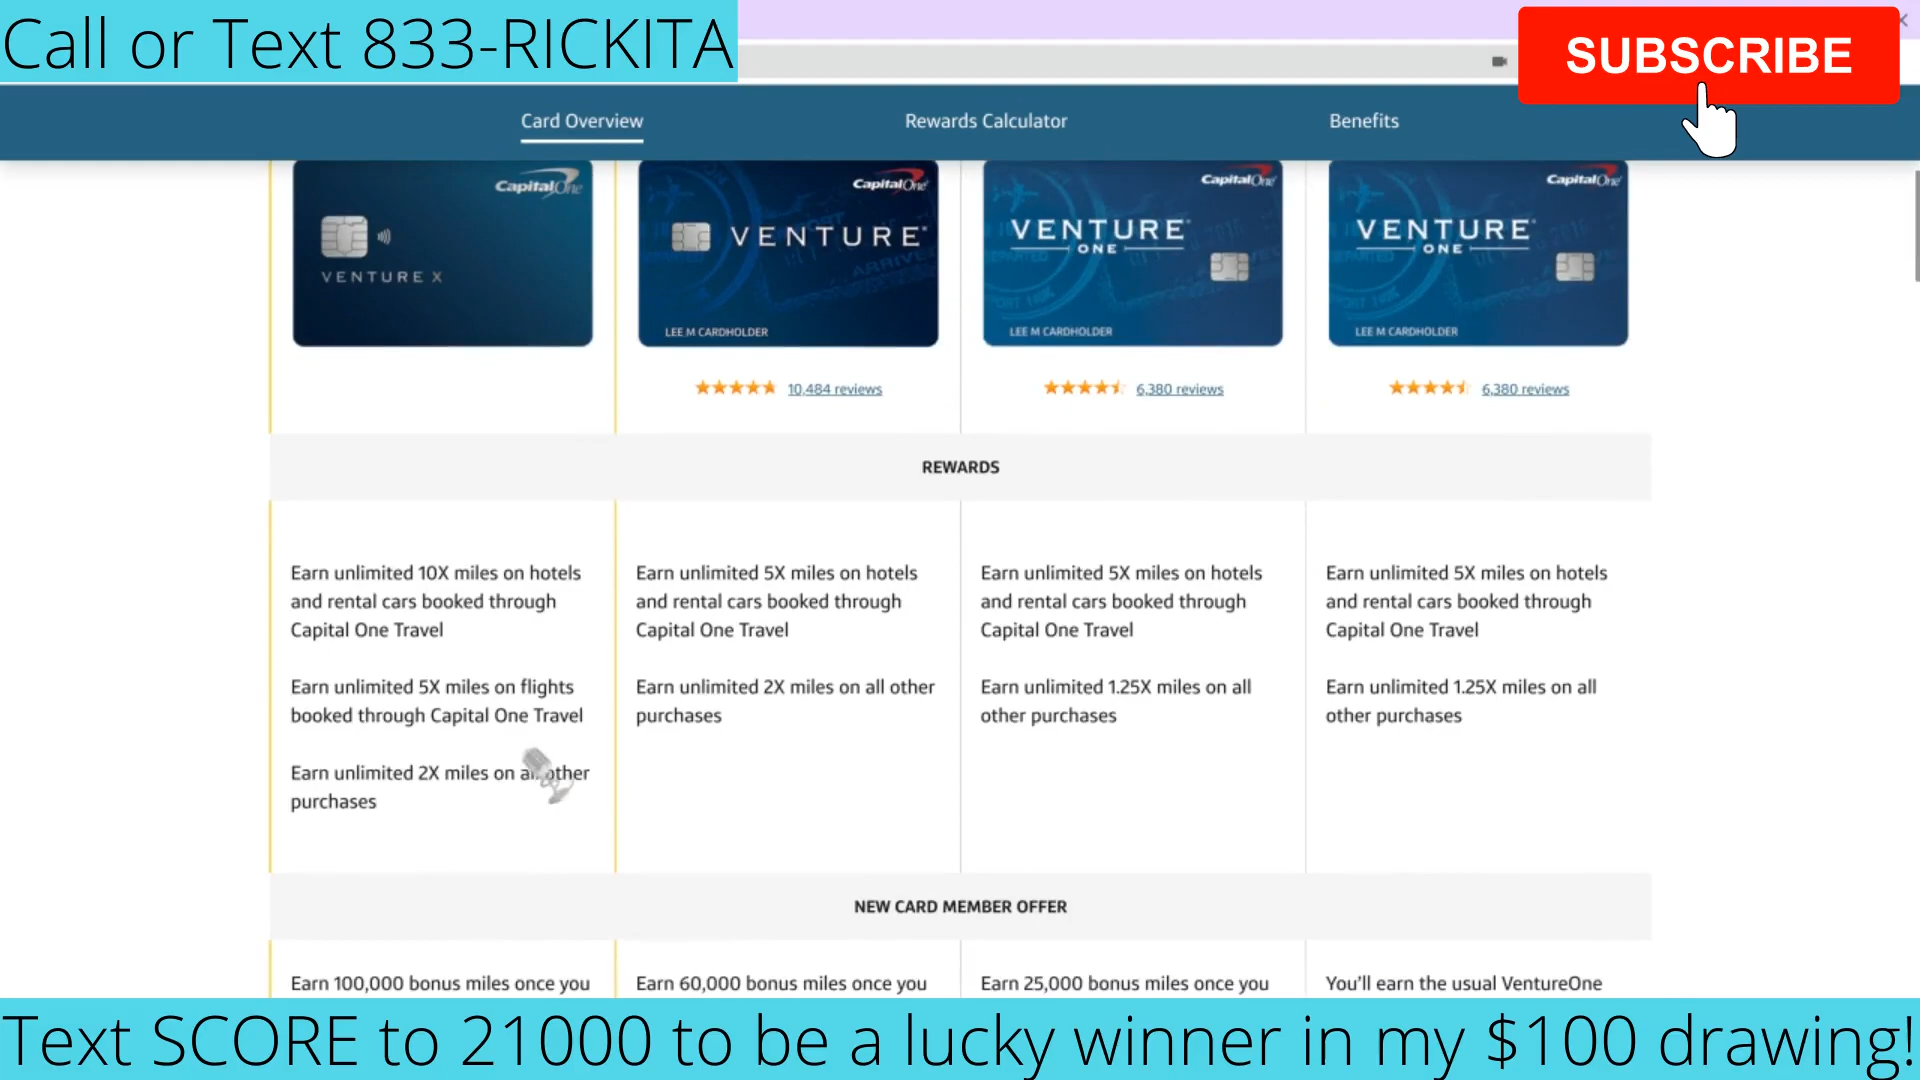 Call or Text 833-RICKITA
SUBSCRIBE
Card Overview
Rewards Calculator
Benefits
Capital One
VENTURE X
Capital One
VENTURE
ARRIVE
LEE M CARDHOLDER
Capital One
VENTURE
ONE
LEE M CARDHOLDER
Capital One
VENTURE
ONE
LEE M CARDHOLDER
10,484 reviews
6,380 reviews
6,380 reviews
REWARDS
Earn unlimited 10X miles on hotels
and rental cars booked through
Capital One Travel
Earn unlimited 5X miles on flights
booked through Capital One Travel
Earn unlimited 2X miles on all other
purchases
Earn unlimited 5X miles on hotels
and rental cars booked through
Capital One Travel
Earn unlimited 2X miles on all other
purchases
Earn unlimited 5X miles on hotels
and rental cars booked through
Capital One Travel
Earn unlimited 1.25X miles on all
other purchases
Earn unlimited 5X miles on hotels
and rental cars booked through
Capital One Travel
Earn unlimited 1.25X miles on all
other purchases
NEW CARD MEMBER OFFER
Earn 100,000 bonus miles once you
Earn 60,000 bonus miles once you
Earn 25,000 bonus miles once you
You'll earn the usual VentureOne
Text SCORE to 21000 to be a lucky winner in my $100 drawing!